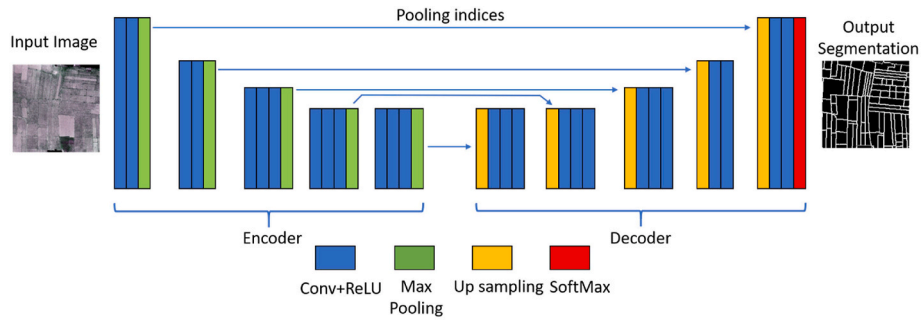 Pooling indices
Input Image
Output
Segmentation
Encoder
Decoder
Conv+ReLU
Max
Pooling
Up sampling
SoftMax